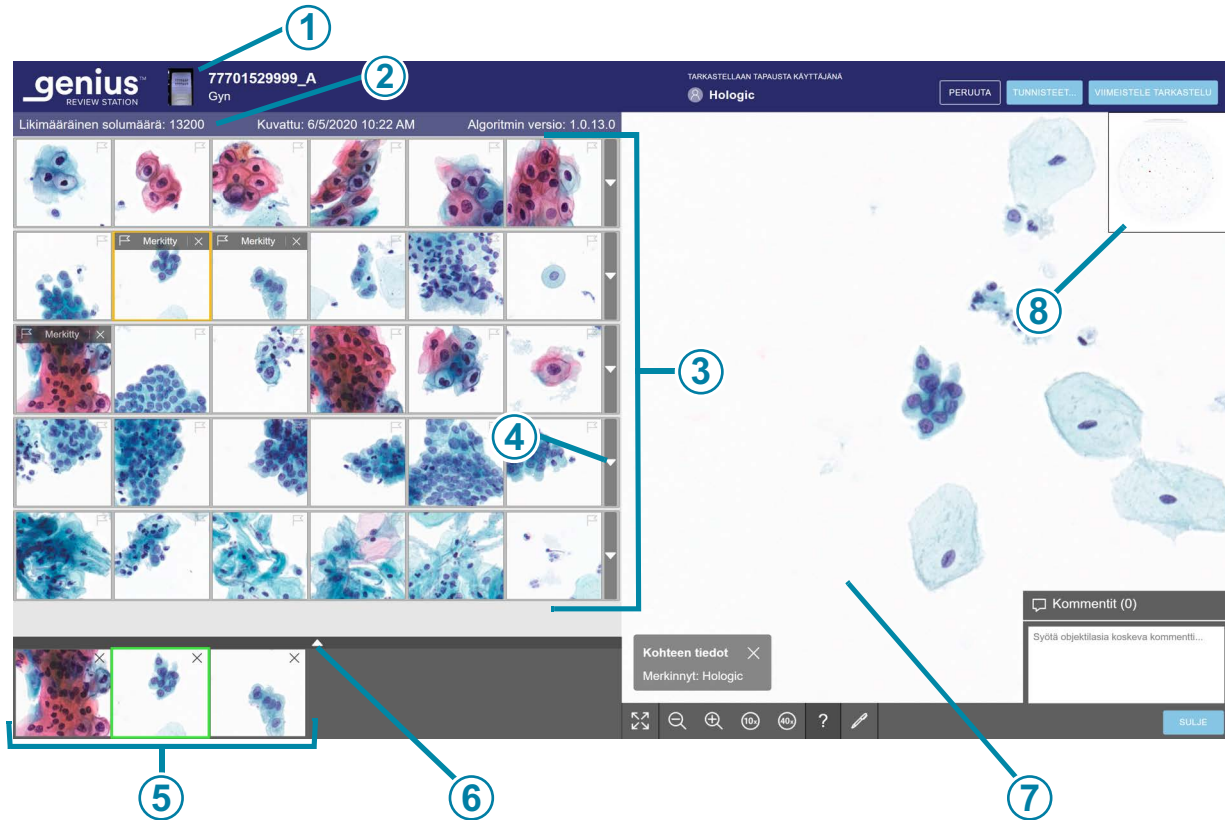 1
genius™
REVIEW STATION
77701529999_A
Gyn
TARKASTELLAAN TAPAUSTA KÄYTTÄJÄNÄ
Hologic
PERUUTA
TUNNISTEET...
VIIMEISTELE TARKASTELU
2
Likimääräinen solumäärä: 13200 Kuvattu: 6/5/2020 10:22 AM Algoritmin versio: 1.0.13.0
Merkitty
Merkitty
8
Merkitty
3
4
Kommentit (0)
Syötä objektilasia koskeva kommentti...
Kohteen tiedot
Merkinnyt: Hologic
10x
40x
?
SULJE
5
6
7